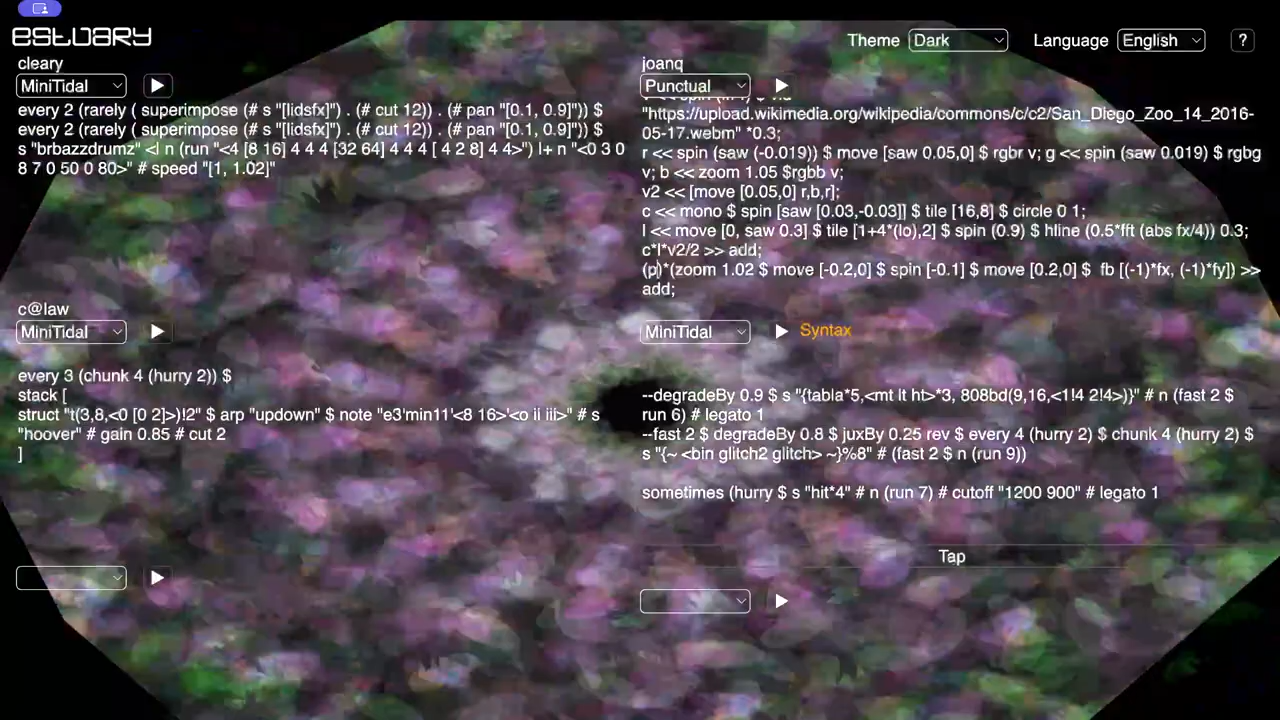 estuary
Theme Dark Language English ?
cleary
MiniTidal
every 2 (rarely ( superimpose (# s "[lidsfx]") . (# cut 12)) . (# pan "[0.1, 0.9]")) $
every 2 (rarely ( superimpose (# s "[lidsfx]") . (# cut 12)) . (# pan "[0.1, 0.9]")) $
s "brbazzdrumz" <| n (run "<4 [8 16] 4 4 4 [32 64] 4 4 4 [ 4 2 8] 4 4>") |+ n "<0 3 0
8 7 0 50 0 80>" # speed "[1, 1.02]"
joanq
Punctual
"https://upload.wikimedia.org/wikipedia/commons/c/c2/San_Diego_Zoo_14_2016-
05-17.webm" *0.3;
r << spin (saw (-0.019)) $ move [saw 0.05,0] $ rgbr v; g << spin (saw 0.019) $ rgbg
v; b << zoom 1.05 $rgbb v;
v2 << [move [0.05,0] r,b,r];
c << mono $ spin [saw [0.03,-0.03]] $ tile [16,8] $ circle 0 1;
l << move [0, saw 0.3] $ tile [1+4*(lo),2] $ spin (0.9) $ hline (0.5*fft (abs fx/4)) 0.3;
c*l*v2/2 >> add;
(p)*(zoom 1.02 $ move [-0.2,0] $ spin [-0.1] $ move [0.2,0] $ fb [(-1)*fx, (-1)*fy]) >>
add;
c@law
MiniTidal
every 3 (chunk 4 (hurry 2)) $
stack [
struct "t(3,8,<0 [0 2]>)!2" $ arp "updown" $ note "e3'min11'<8 16>'<o ii iii>" # s
"hoover" # gain 0.85 # cut 2
]
MiniTidal Syntax
--degradeBy 0.9 $ s "{tabla*5,<mt lt ht>*3, 808bd(9,16,<1!4 2!4>)}" # n (fast 2 $
run 6) # legato 1
--fast 2 $ degradeBy 0.8 $ juxBy 0.25 rev $ every 4 (hurry 2) $ chunk 4 (hurry 2) $
s "{~ <bin glitch2 glitch> ~}%8" # (fast 2 $ n (run 9))
sometimes (hurry $ s "hit*4" # n (run 7) # cutoff "1200 900" # legato 1
Tap